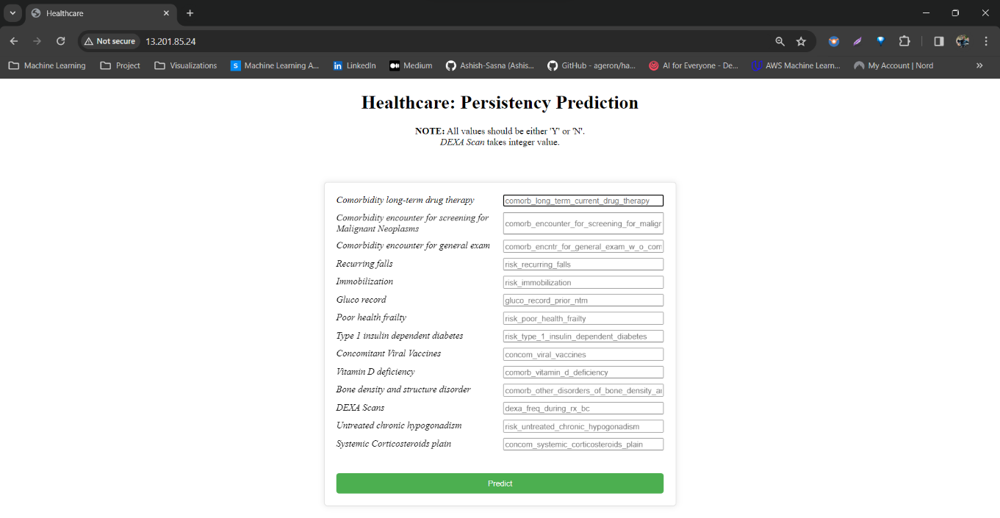 Healthcare
Not secure 13.201.85.24
Machine Learning Project Visualizations S Machine Learning A... in LinkedIn Medium Ashish-Sasna (Ashis... GitHub - ageron/ha... AI for Everyone - De... AWS Machine Learn... My Account | Nord »
Healthcare: Persistency Prediction
NOTE: All values should be either 'Y' or 'N'.
DEXA Scan takes integer value.
Comorbidity long-term drug therapy comorb_long_term_current_drug_therapy
Comorbidity encounter for screening for
Malignant Neoplasms comorb_encounter_for_screening_for_malign
Comorbidity encounter for general exam comorb_encntr_for_general_exam_w_o_com
Recurring falls risk_recurring_falls
Immobilization risk_immobilization
Gluco record gluco_record_prior_ntm
Poor health frailty risk_poor_health_frailty
Type 1 insulin dependent diabetes risk_type_1_insulin_dependent_diabetes
Concomitant Viral Vaccines concom_viral_vaccines
Vitamin D deficiency comorb_vitamin_d_deficiency
Bone density and structure disorder comorb_other_disorders_of_bone_density_a
DEXA Scans dexa_freq_during_rx_bc
Untreated chronic hypogonadism risk_untreated_chronic_hypogonadism
Systemic Corticosteroids plain concom_systemic_corticosteroids_plain
Predict